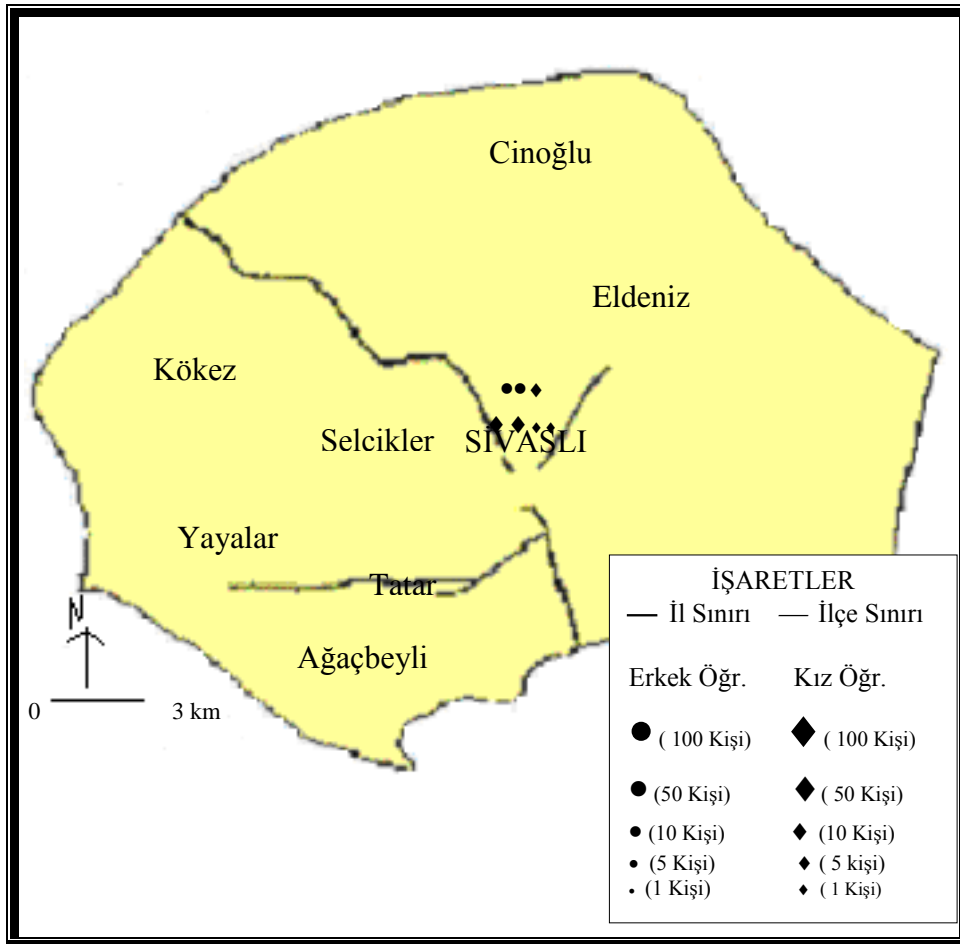 Cinoğlu
Eldeniz
Kökez
Selcikler
SİVASLI
Yayalar
Tatar
Ağaçbeyli
N
0 3 km
İŞARETLER
İl Sınırı İlçe Sınırı
Erkek Öğr. Kız Öğr.
( 100 Kişi) ( 100 Kişi)
(50 Kişi) ( 50 Kişi)
(10 Kişi) (10 Kişi)
(5 Kişi) ( 5 kişi)
(1 Kişi) ( 1 Kişi)